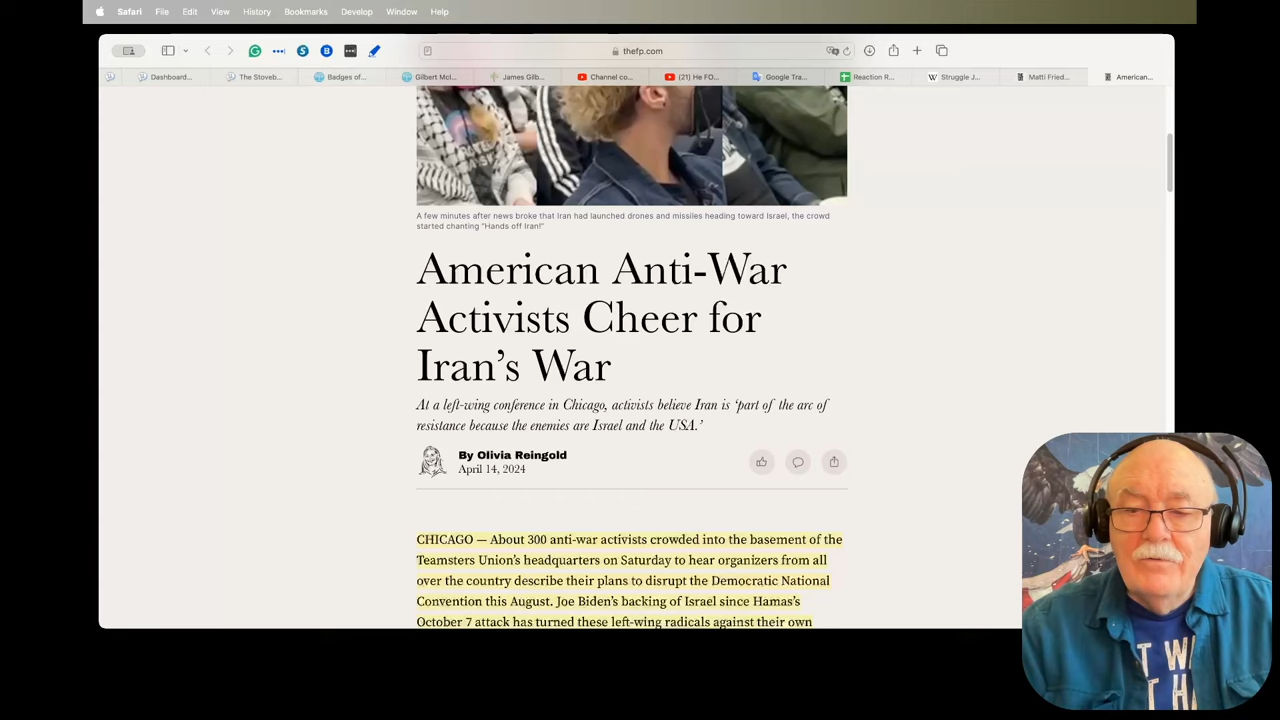 Safari File Edit View History Bookmarks Develop Window Help
thefp.com
Dashboard... The Stoveb... Badges of... Gilbert McI... James Gilb... Channel co... (21) He FO... Google Tra... Reaction R... Struggle J... Matti Fried... American...
A few minutes after news broke that Iran had launched drones and missiles heading toward Israel, the crowd
started chanting "Hands off Iran!"
American Anti-War
Activists Cheer for
Iran's War
At a left-wing conference in Chicago, activists believe Iran is 'part of the arc of
resistance because the enemies are Israel and the USA.'
By Olivia Reingold
April 14, 2024
CHICAGO — About 300 anti-war activists crowded into the basement of the
Teamsters Union's headquarters on Saturday to hear organizers from all
over the country describe their plans to disrupt the Democratic National
Convention this August. Joe Biden's backing of Israel since Hamas's
October 7 attack has turned these left-wing radicals against their own